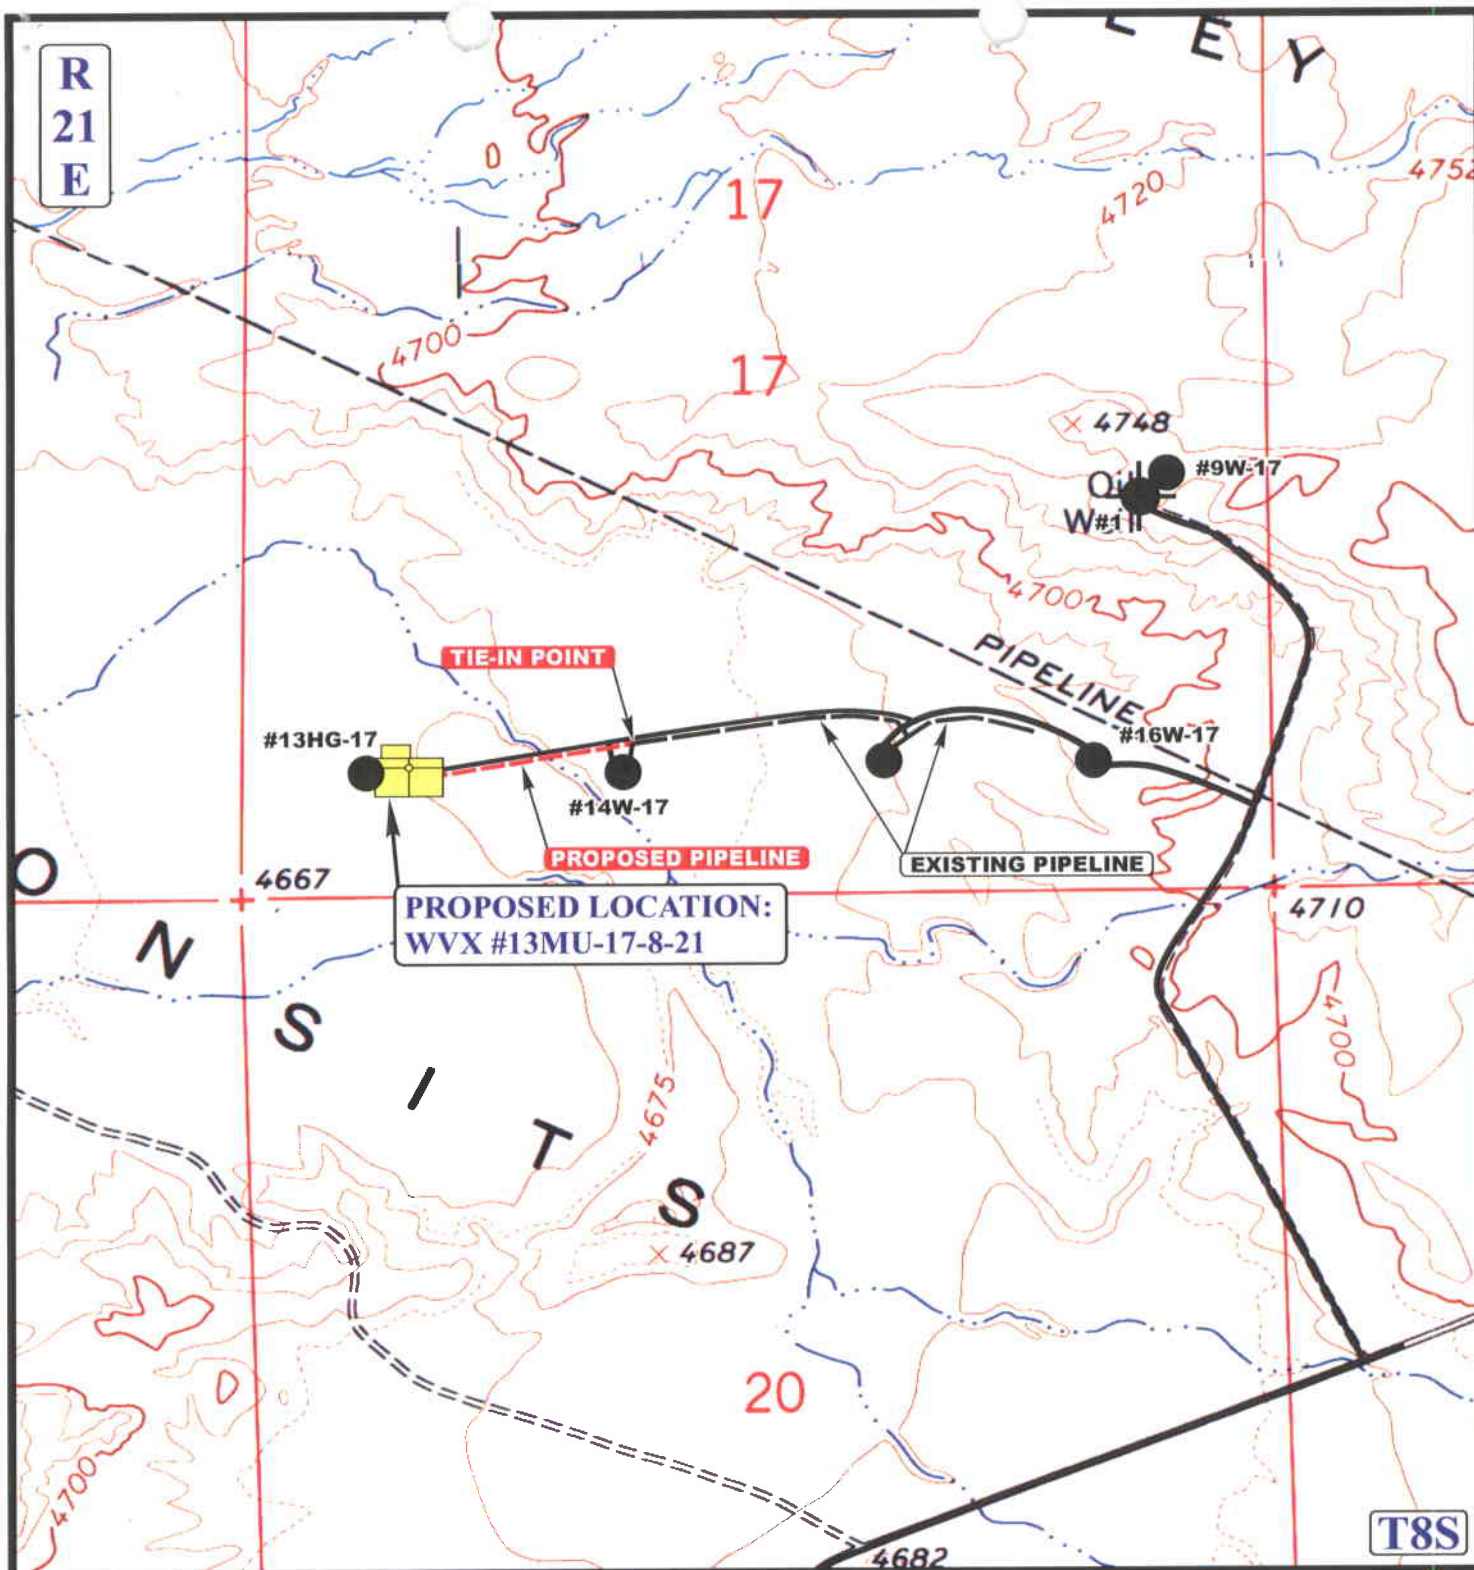 L E Y
R
21
E
17
4752
4720
4700
17
4748
#9W-17
Oil
Well
#1
4700
PIPELINE
TIE-IN POINT
#13HG-17
#16W-17
#14W-17
PROPOSED PIPELINE
EXISTING PIPELINE
4667
4710
PROPOSED LOCATION:
WVX #13MU-17-8-21
O N S I T S
4700
4675
4687
20
4700
T8S
4682